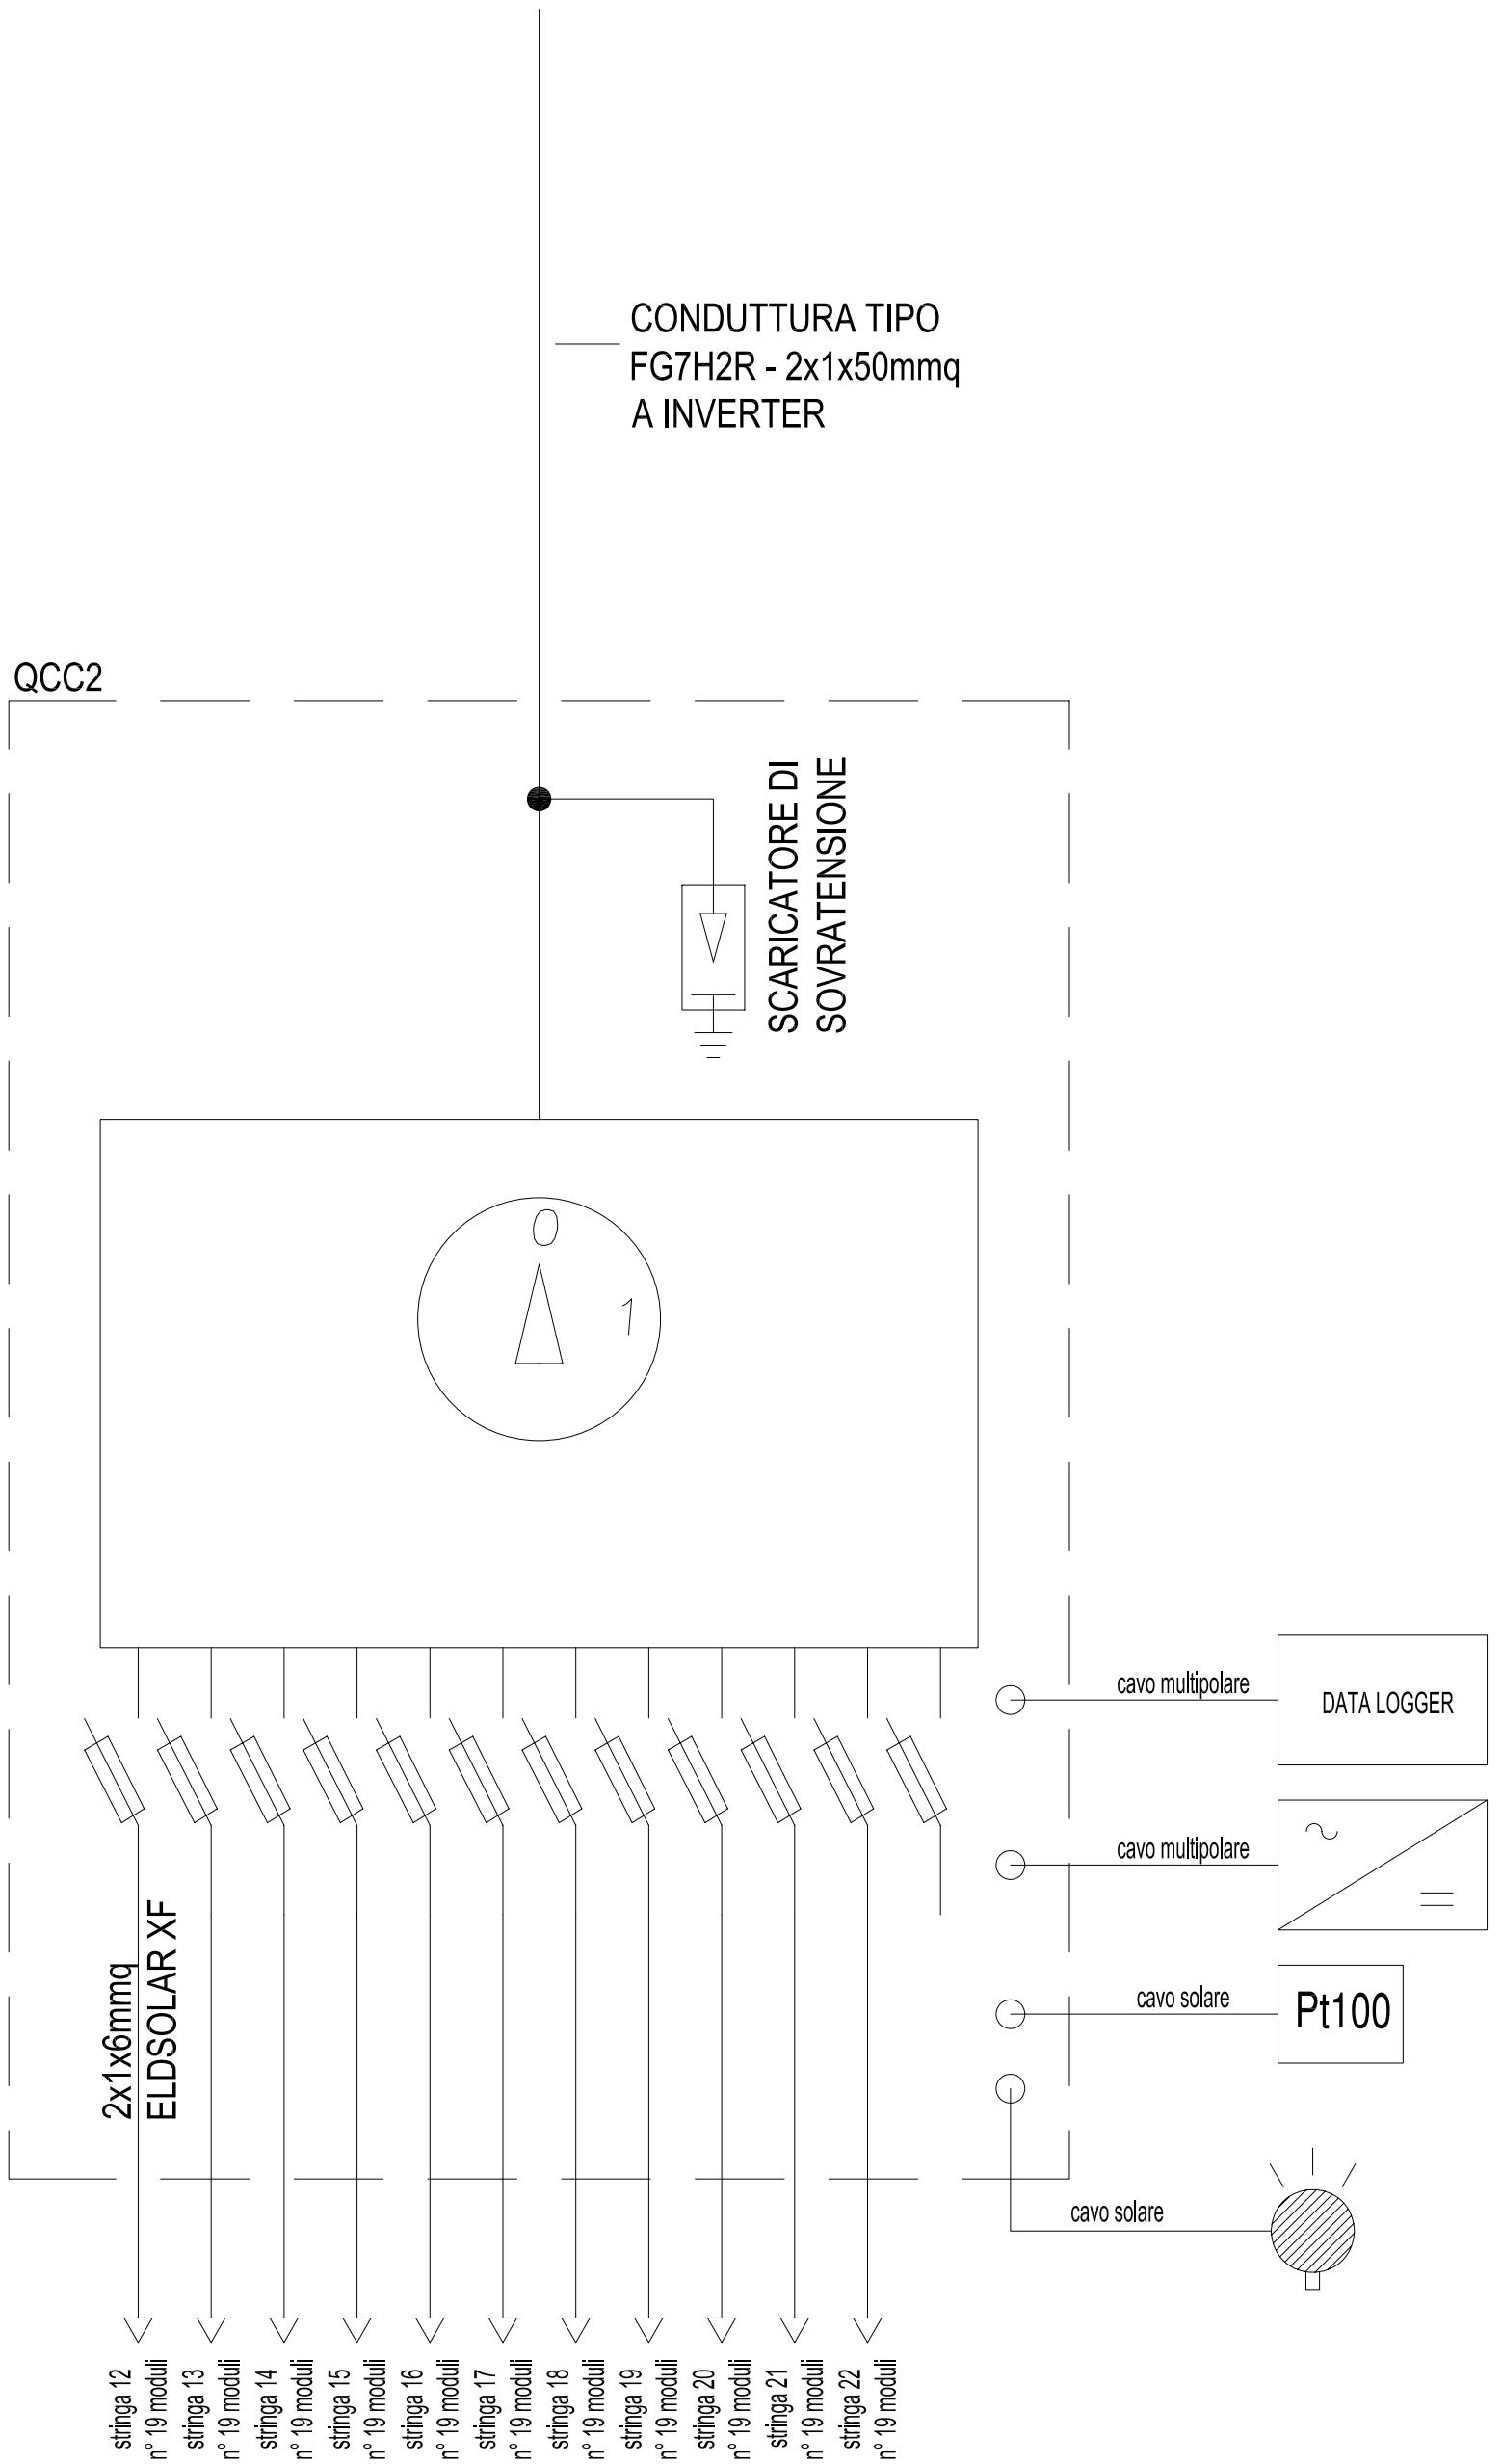 CONDUTTURA TIPO
FG7H2R - 2x1x50mmq
A INVERTER
QCC2
SCARICATORE DI
SOVRATENSIONE
0
1
cavo multipolare
DATA LOGGER
cavo multipolare
cavo solare
Pt100
cavo solare
2x1x6mmq
ELDSOLAR XF
stringa 12
n° 19 moduli
stringa 13
n° 19 moduli
stringa 14
n° 19 moduli
stringa 15
n° 19 moduli
stringa 16
n° 19 moduli
stringa 17
n° 19 moduli
stringa 18
n° 19 moduli
stringa 19
n° 19 moduli
stringa 20
n° 19 moduli
stringa 21
n° 19 moduli
stringa 22
n° 19 moduli